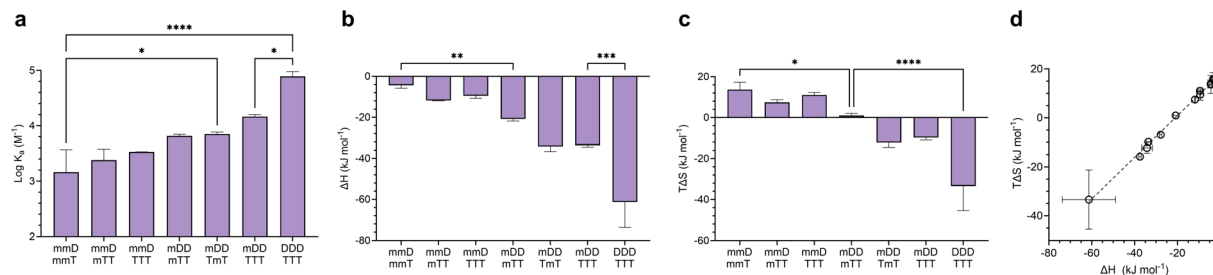 a
****
*
*
Log Kₐ (M⁻¹)
5
4
3
2
mmD mmD mmD mDD mDD mDD DDD
mmT mTT TTT mTT TmT TTT TTT
b
**
***
ΔH (kJ mol⁻¹)
0
-20
-40
-60
-80
mmD mmD mmD mDD mDD mDD DDD
mmT mTT TTT mTT TmT TTT TTT
c
*
****
TΔS (kJ mol⁻¹)
20
0
-20
-40
-60
mmD mmD mmD mDD mDD mDD DDD
mmT mTT TTT mTT TmT TTT TTT
d
TΔS (kJ mol⁻¹)
20
0
-20
-40
-60
-80 -60 -40 -20
ΔH (kJ mol⁻¹)